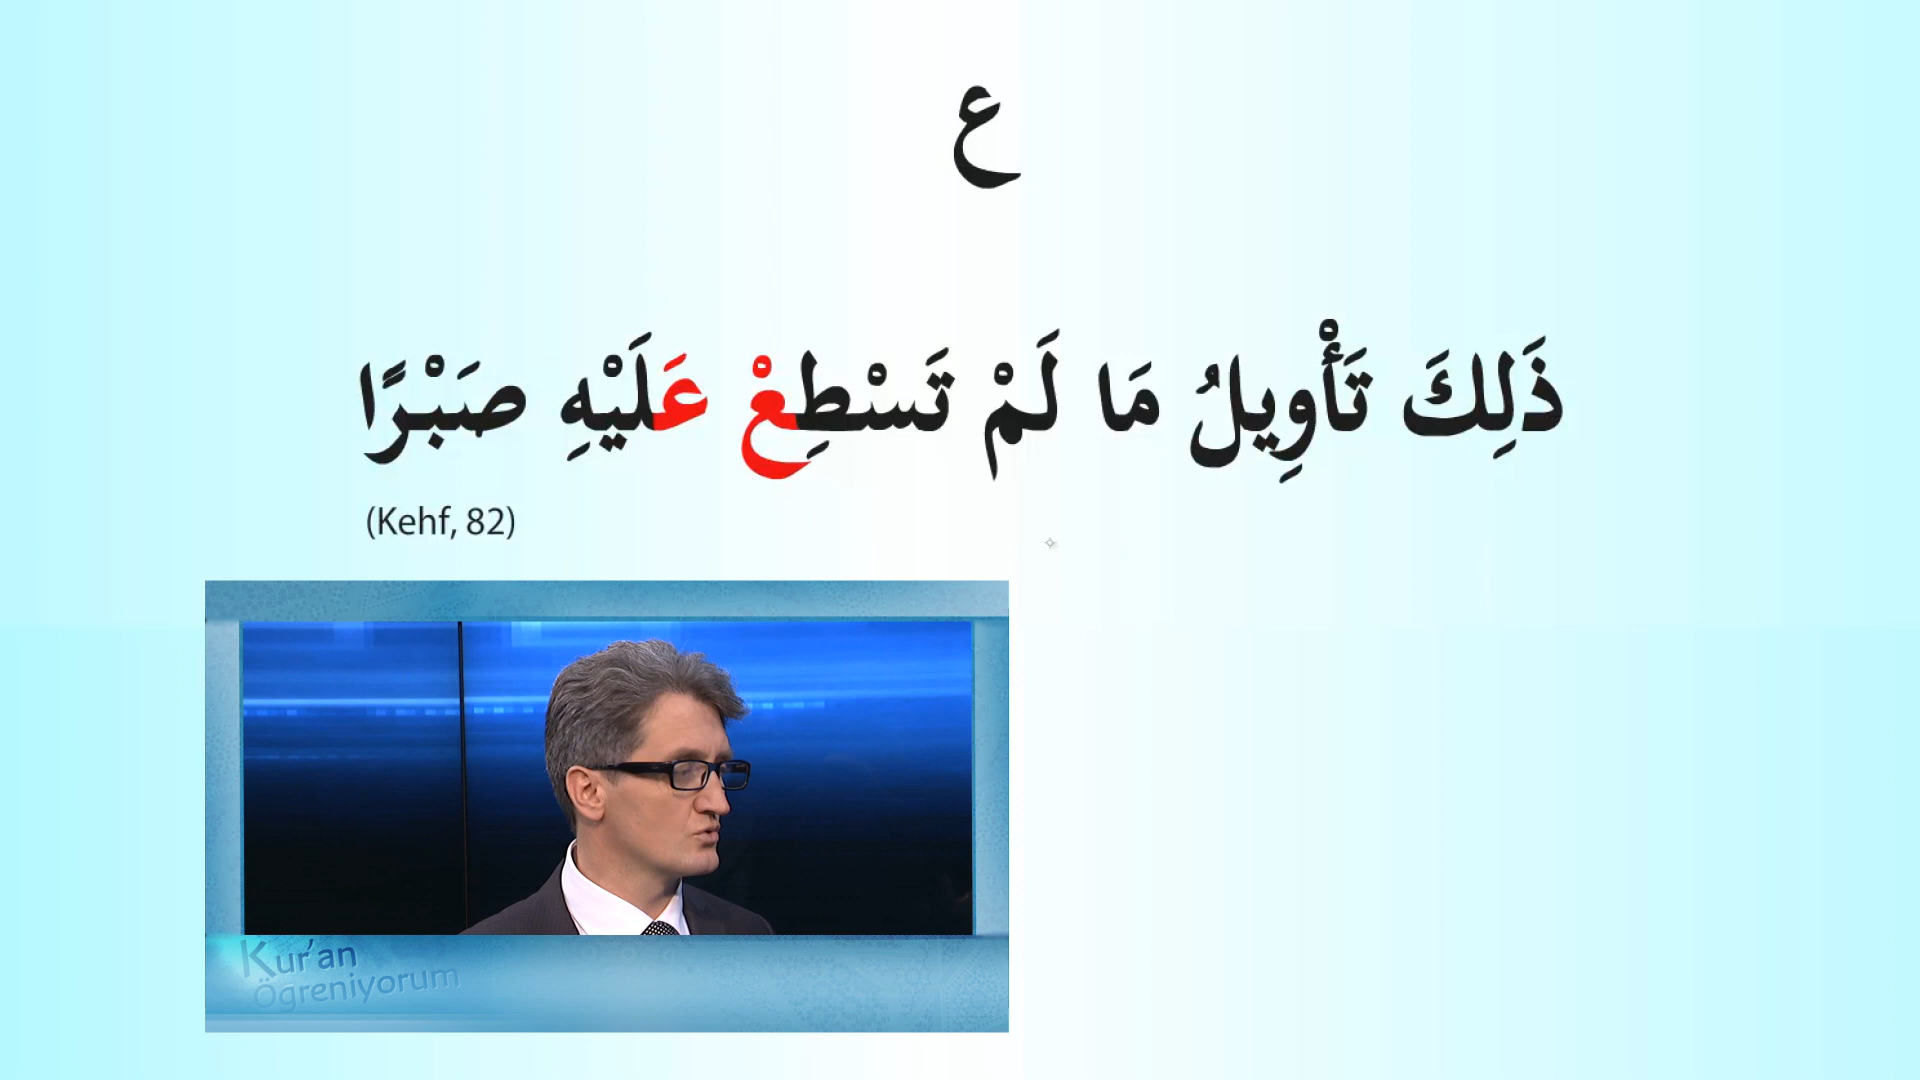 ع
ذَلِكَ تَأْوِيلُ مَا لَمْ تَسْطِعْ عَلَيْهِ صَبْرًا
(Kehf, 82)
Kur'an
Öğreniyorum